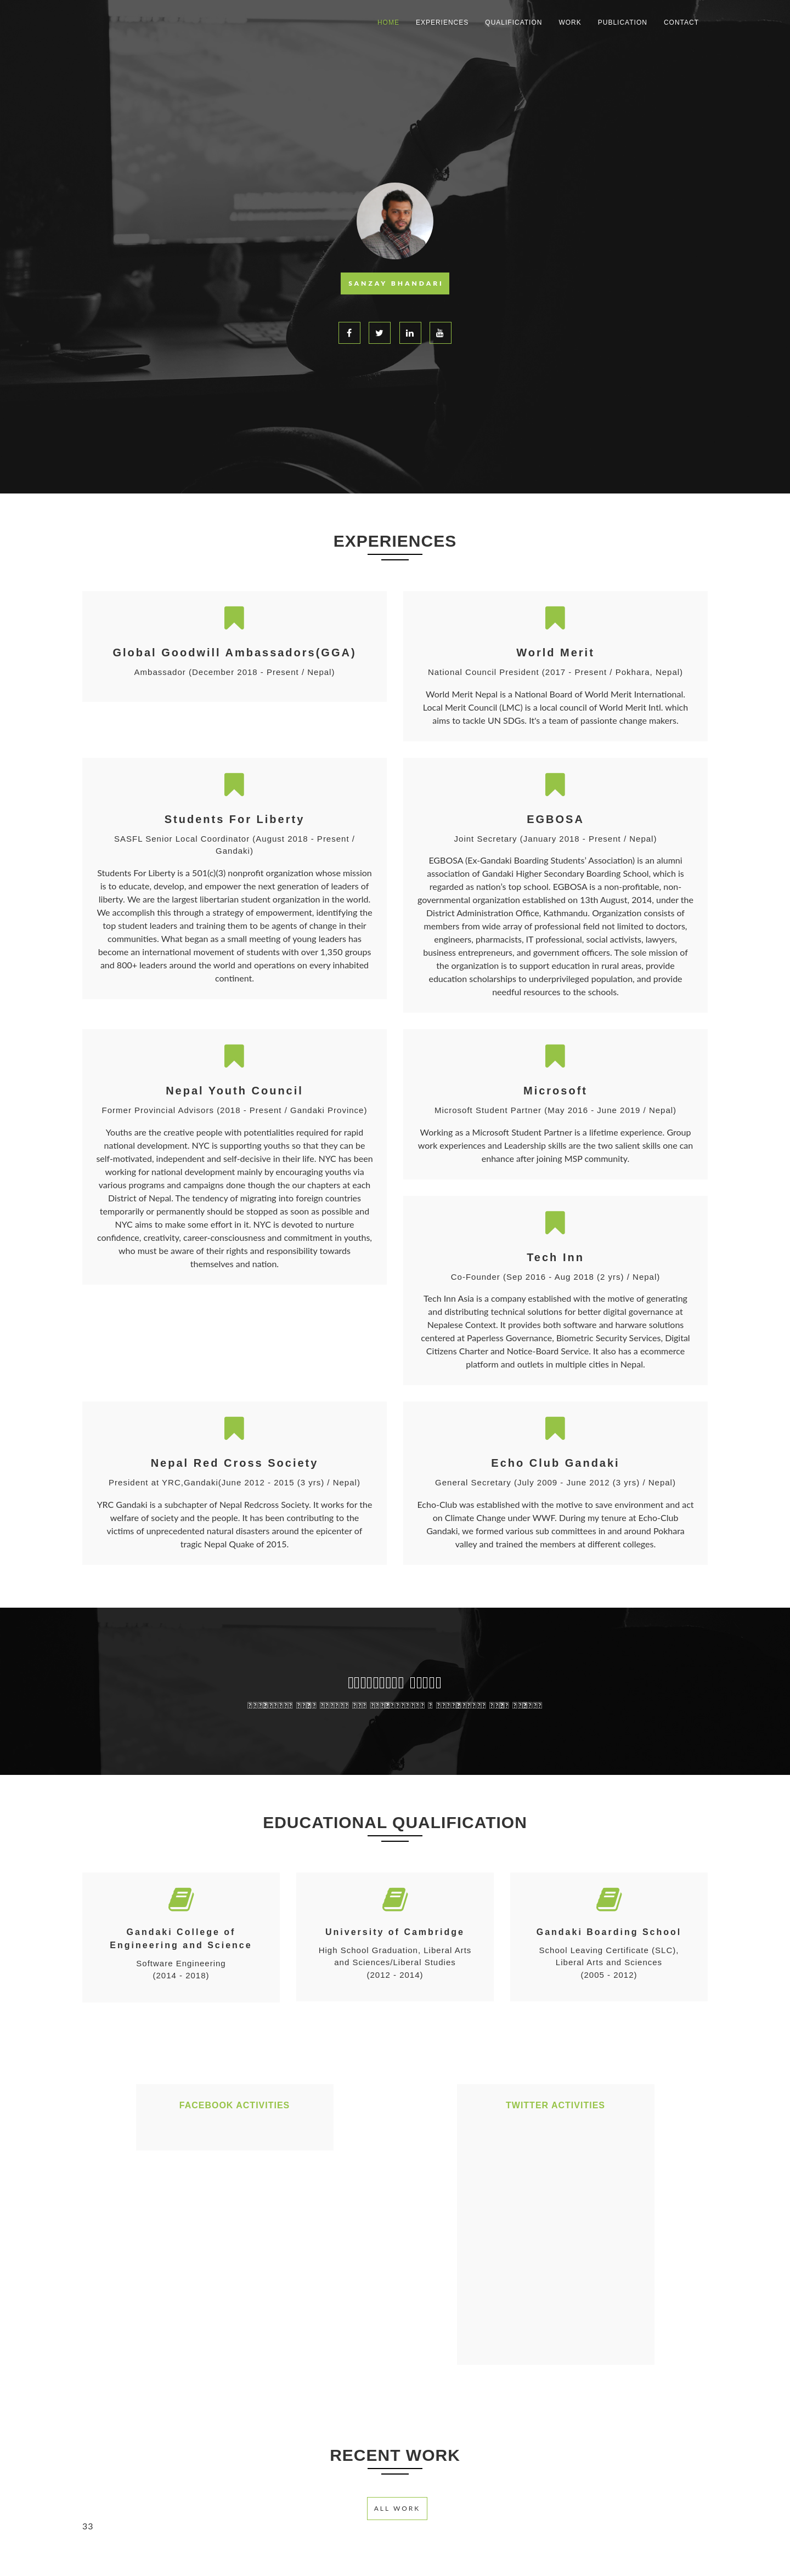 HOME EXPERIENCES QUALIFICATION WORK PUBLICATION CONTACT
SANZAY BHANDARI
EXPERIENCES
Global Goodwill Ambassadors(GGA)
Ambassador (December 2018 - Present / Nepal)
World Merit
National Council President (2017 - Present / Pokhara, Nepal)
World Merit Nepal is a National Board of World Merit International.
Local Merit Council (LMC) is a local council of World Merit Intl. which
aims to tackle UN SDGs. It's a team of passionte change makers.
Students For Liberty
SASFL Senior Local Coordinator (August 2018 - Present /
Gandaki)
Students For Liberty is a 501(c)(3) nonprofit organization whose mission
is to educate, develop, and empower the next generation of leaders of
liberty. We are the largest libertarian student organization in the world.
We accomplish this through a strategy of empowerment, identifying the
top student leaders and training them to be agents of change in their
communities. What began as a small meeting of young leaders has
become an international movement of students with over 1,350 groups
and 800+ leaders around the world and operations on every inhabited
continent.
EGBOSA
Joint Secretary (January 2018 - Present / Nepal)
EGBOSA (Ex-Gandaki Boarding Students' Association) is an alumni
association of Gandaki Higher Secondary Boarding School, which is
regarded as nation's top school. EGBOSA is a non-profitable, non-
governmental organization established on 13th August, 2014, under the
District Administration Office, Kathmandu. Organization consists of
members from wide array of professional field not limited to doctors,
engineers, pharmacists, IT professional, social activists, lawyers,
business entrepreneurs, and government officers. The sole mission of
the organization is to support education in rural areas, provide
education scholarships to underprivileged population, and provide
needful resources to the schools.
Nepal Youth Council
Former Provincial Advisors (2018 - Present / Gandaki Province)
Youths are the creative people with potentialities required for rapid
national development. NYC is supporting youths so that they can be
self-motivated, independent and self-decisive in their life. NYC has been
working for national development mainly by encouraging youths via
various programs and campaigns done though the our chapters at each
District of Nepal. The tendency of migrating into foreign countries
temporarily or permanently should be stopped as soon as possible and
NYC aims to make some effort in it. NYC is devoted to nurture
confidence, creativity, career-consciousness and commitment in youths,
who must be aware of their rights and responsibility towards
themselves and nation.
Microsoft
Microsoft Student Partner (May 2016 - June 2019 / Nepal)
Working as a Microsoft Student Partner is a lifetime experience. Group
work experiences and Leadership skills are the two salient skills one can
enhance after joining MSP community.
Tech Inn
Co-Founder (Sep 2016 - Aug 2018 (2 yrs) / Nepal)
Tech Inn Asia is a company established with the motive of generating
and distributing technical solutions for better digital governance at
Nepalese Context. It provides both software and harware solutions
centered at Paperless Governance, Biometric Security Services, Digital
Citizens Charter and Notice-Board Service. It also has a ecommerce
platform and outlets in multiple cities in Nepal.
Nepal Red Cross Society
President at YRC,Gandaki(June 2012 - 2015 (3 yrs) / Nepal)
YRC Gandaki is a subchapter of Nepal Redcross Society. It works for the
welfare of society and the people. It has been contributing to the
victims of unprecedented natural disasters around the epicenter of
tragic Nepal Quake of 2015.
Echo Club Gandaki
General Secretary (July 2009 - June 2012 (3 yrs) / Nepal)
Echo-Club was established with the motive to save environment and act
on Climate Change under WWF. During my tenure at Echo-Club
Gandaki, we formed various sub committees in and around Pokhara
valley and trained the members at different colleges.
EDUCATIONAL QUALIFICATION
Gandaki College of
Engineering and Science
Software Engineering
(2014 - 2018)
University of Cambridge
High School Graduation, Liberal Arts
and Sciences/Liberal Studies
(2012 - 2014)
Gandaki Boarding School
School Leaving Certificate (SLC),
Liberal Arts and Sciences
(2005 - 2012)
FACEBOOK ACTIVITIES
TWITTER ACTIVITIES
RECENT WORK
ALL WORK
33